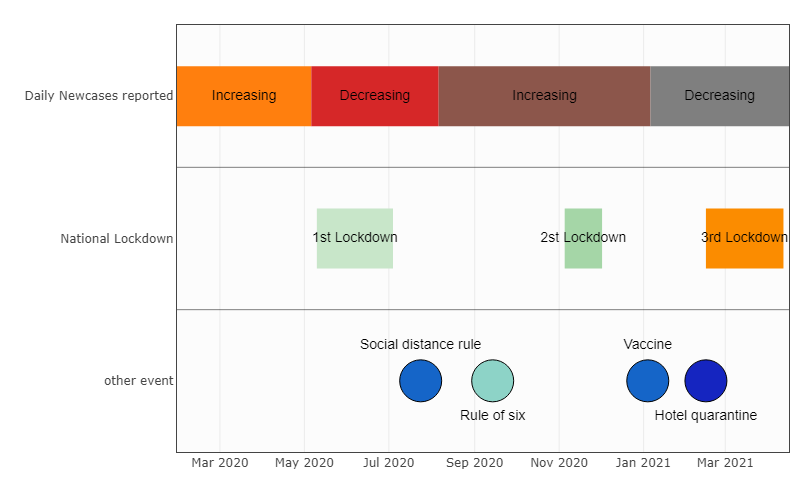 Daily Newcases reported
Increasing
Decreasing
Increasing
Decreasing
National Lockdown
1st Lockdown
2st Lockdown
3rd Lockdown
other event
Social distance rule
Vaccine
Rule of six
Hotel quarantine
Mar 2020
May 2020
Jul 2020
Sep 2020
Nov 2020
Jan 2021
Mar 2021